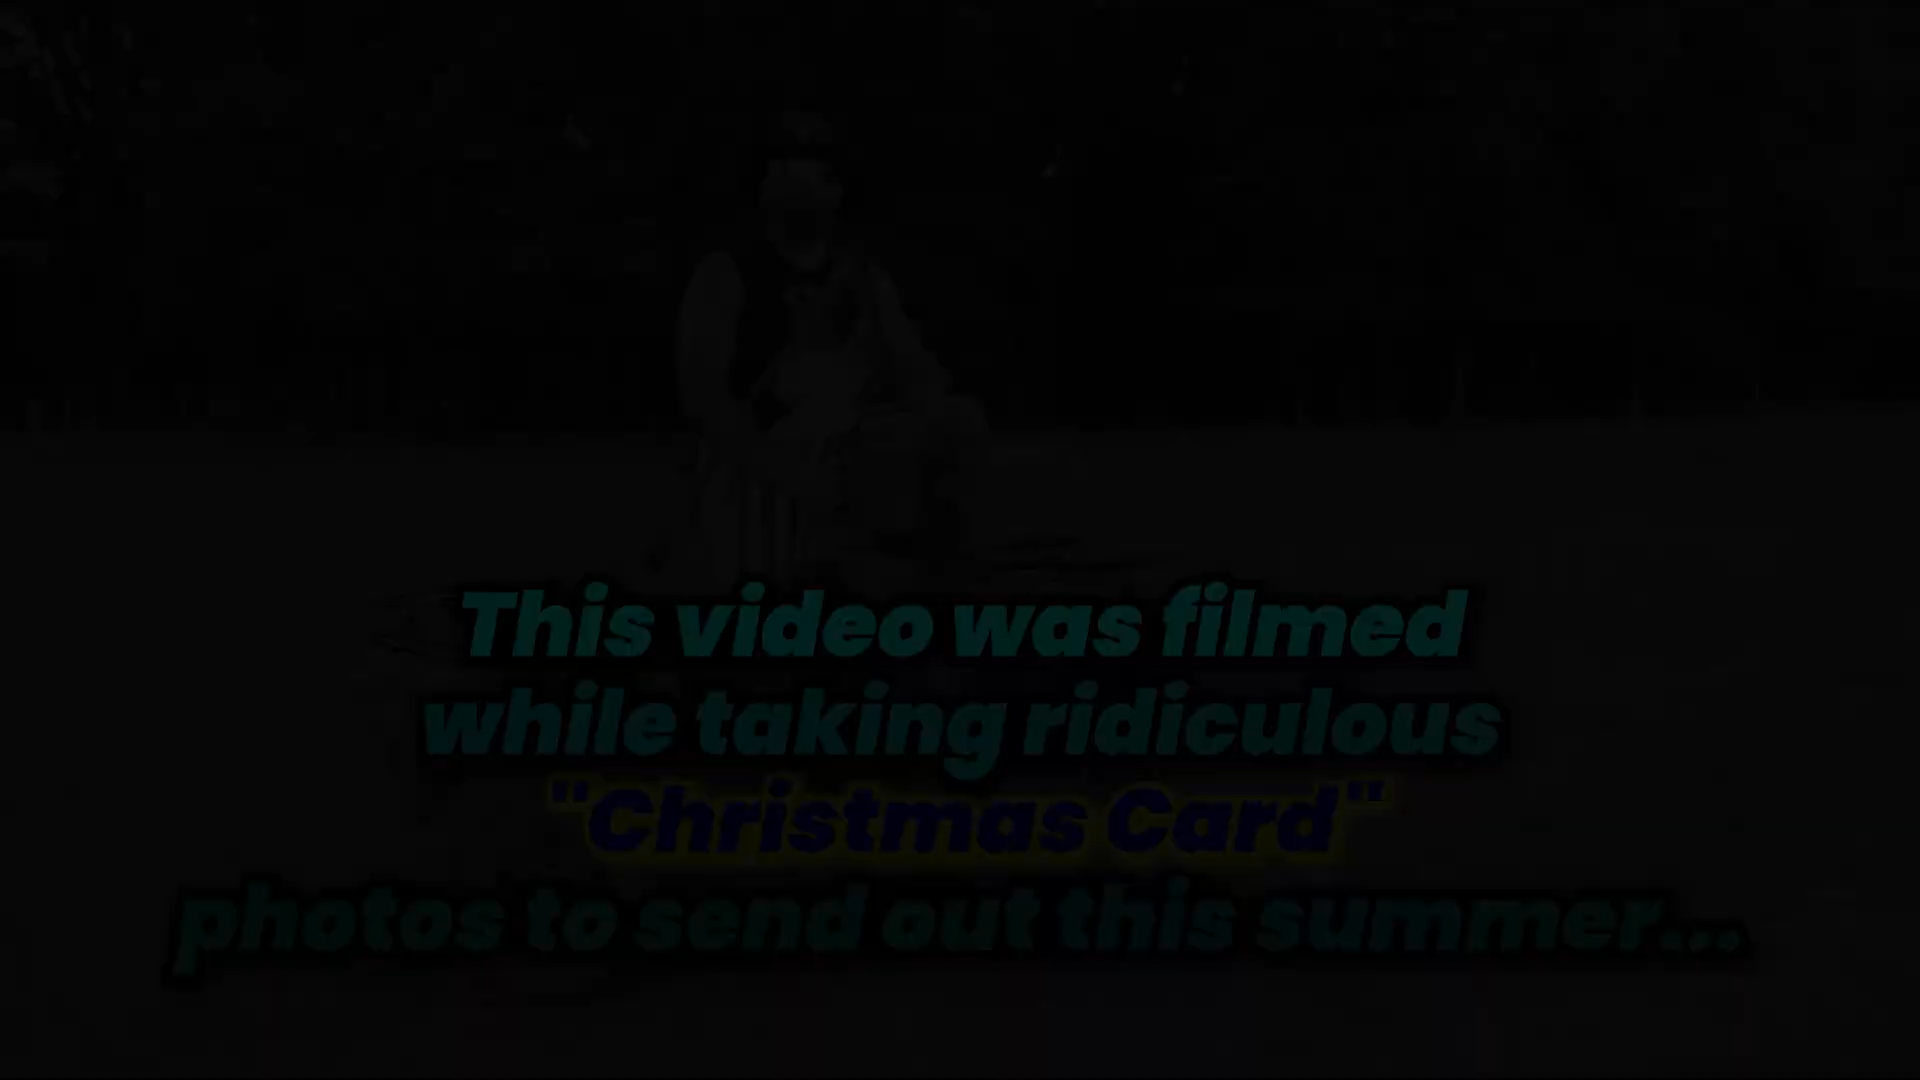 This video was filmed
while taking ridiculous
"Christmas Card"
photos to send out this summer...